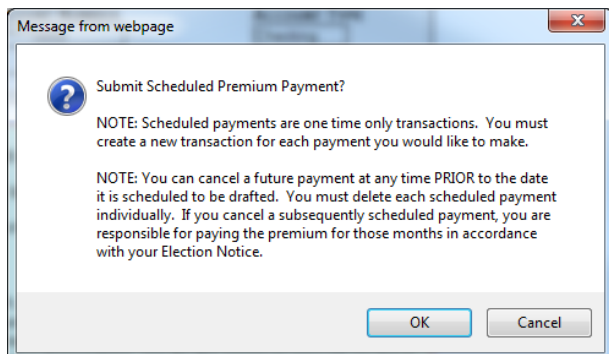 Message from webpage
Submit Scheduled Premium Payment?
NOTE: Scheduled payments are one time only transactions.  You must
create a new transaction for each payment you would like to make.
NOTE: You can cancel a future payment at any time PRIOR to the date
it is scheduled to be drafted.  You must delete each scheduled payment
individually.  If you cancel a subsequently scheduled payment, you are
responsible for paying the premium for those months in accordance
with your Election Notice.
OK
Cancel